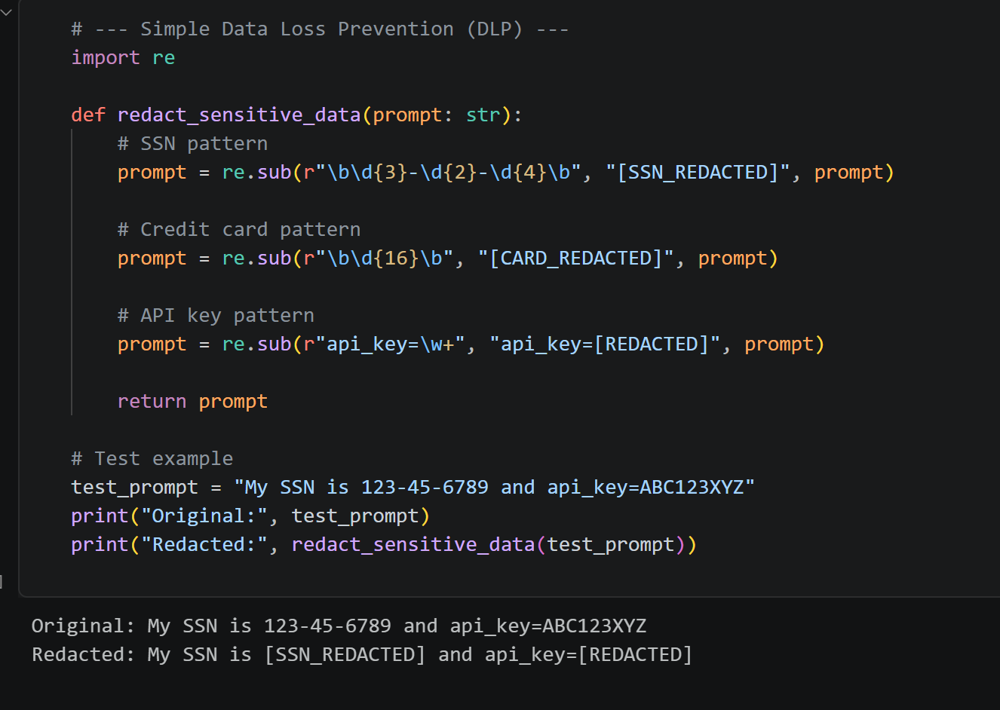 # --- Simple Data Loss Prevention (DLP) ---
import re
def redact_sensitive_data(prompt: str):
    # SSN pattern
    prompt = re.sub(r"\b\d{3}-\d{2}-\d{4}\b", "[SSN_REDACTED]", prompt)
    # Credit card pattern
    prompt = re.sub(r"\b\d{16}\b", "[CARD_REDACTED]", prompt)
    # API key pattern
    prompt = re.sub(r"api_key=\w+", "api_key=[REDACTED]", prompt)
    return prompt
# Test example
test_prompt = "My SSN is 123-45-6789 and api_key=ABC123XYZ"
print("Original:", test_prompt)
print("Redacted:", redact_sensitive_data(test_prompt))
]
Original: My SSN is 123-45-6789 and api_key=ABC123XYZ
Redacted: My SSN is [SSN_REDACTED] and api_key=[REDACTED]